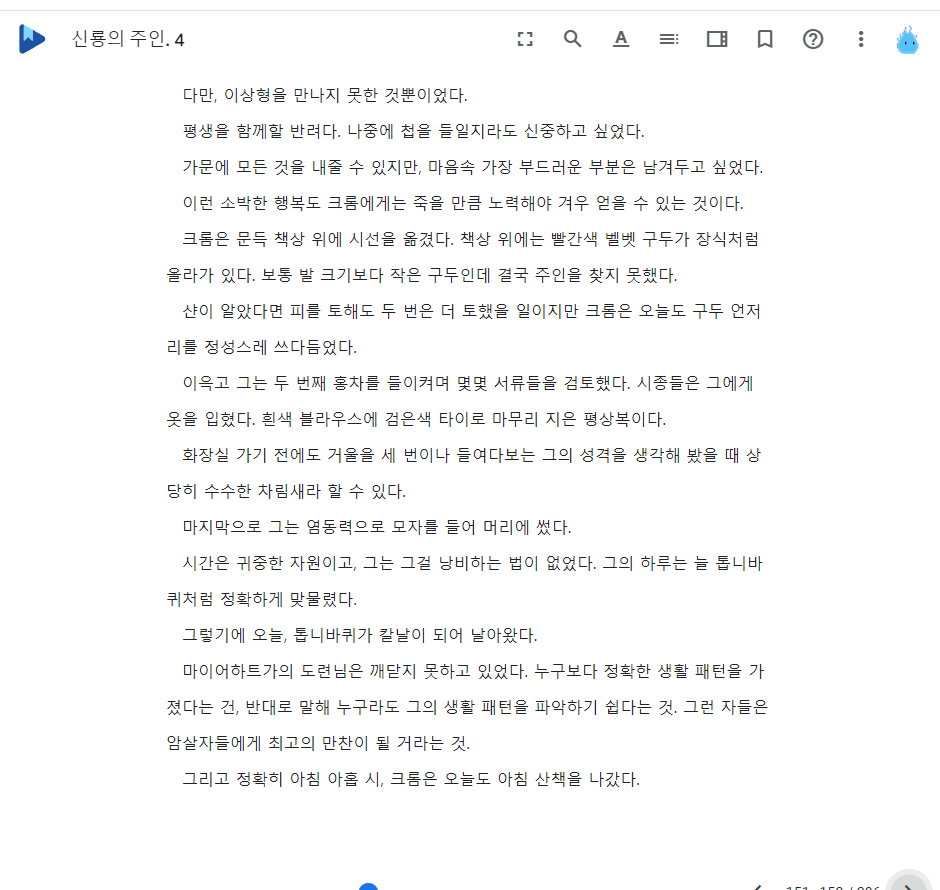 신룡의 주인. 4
다만, 이상형을 만나지 못한 것뿐이었다.
평생을 함께할 반려다. 나중에 첩을 들일지라도 신중하고 싶었다.
가문에 모든 것을 내줄 수 있지만, 마음속 가장 부드러운 부분은 남겨두고 싶었다.
이런 소박한 행복도 크롬에게는 죽을 만큼 노력해야 겨우 얻을 수 있는 것이다.
크롬은 문득 책상 위에 시선을 옮겼다. 책상 위에는 빨간색 벨벳 구두가 장식처럼
올라가 있다. 보통 발 크기보다 작은 구두인데 결국 주인을 찾지 못했다.
샨이 알았다면 피를 토해도 두 번은 더 토했을 일이지만 크롬은 오늘도 구두 언저
리를 정성스레 쓰다듬었다.
이윽고 그는 두 번째 홍차를 들이켜며 몇몇 서류들을 검토했다. 시종들은 그에게
옷을 입혔다. 흰색 블라우스에 검은색 타이로 마무리 지은 평상복이다.
화장실 가기 전에도 거울을 세 번이나 들여다보는 그의 성격을 생각해 봤을 때 상
당히 수수한 차림새라 할 수 있다.
마지막으로 그는 염동력으로 모자를 들어 머리에 썼다.
시간은 귀중한 자원이고, 그는 그걸 낭비하는 법이 없었다. 그의 하루는 늘 톱니바
퀴처럼 정확하게 맞물렸다.
그렇기에 오늘, 톱니바퀴가 칼날이 되어 날아왔다.
마이어하트가의 도련님은 깨닫지 못하고 있었다. 누구보다 정확한 생활 패턴을 가
졌다는 건, 반대로 말해 누구라도 그의 생활 패턴을 파악하기 쉽다는 것. 그런 자들은
암살자들에게 최고의 만찬이 될 거라는 것.
그리고 정확히 아침 아홉 시, 크롬은 오늘도 아침 산책을 나갔다.